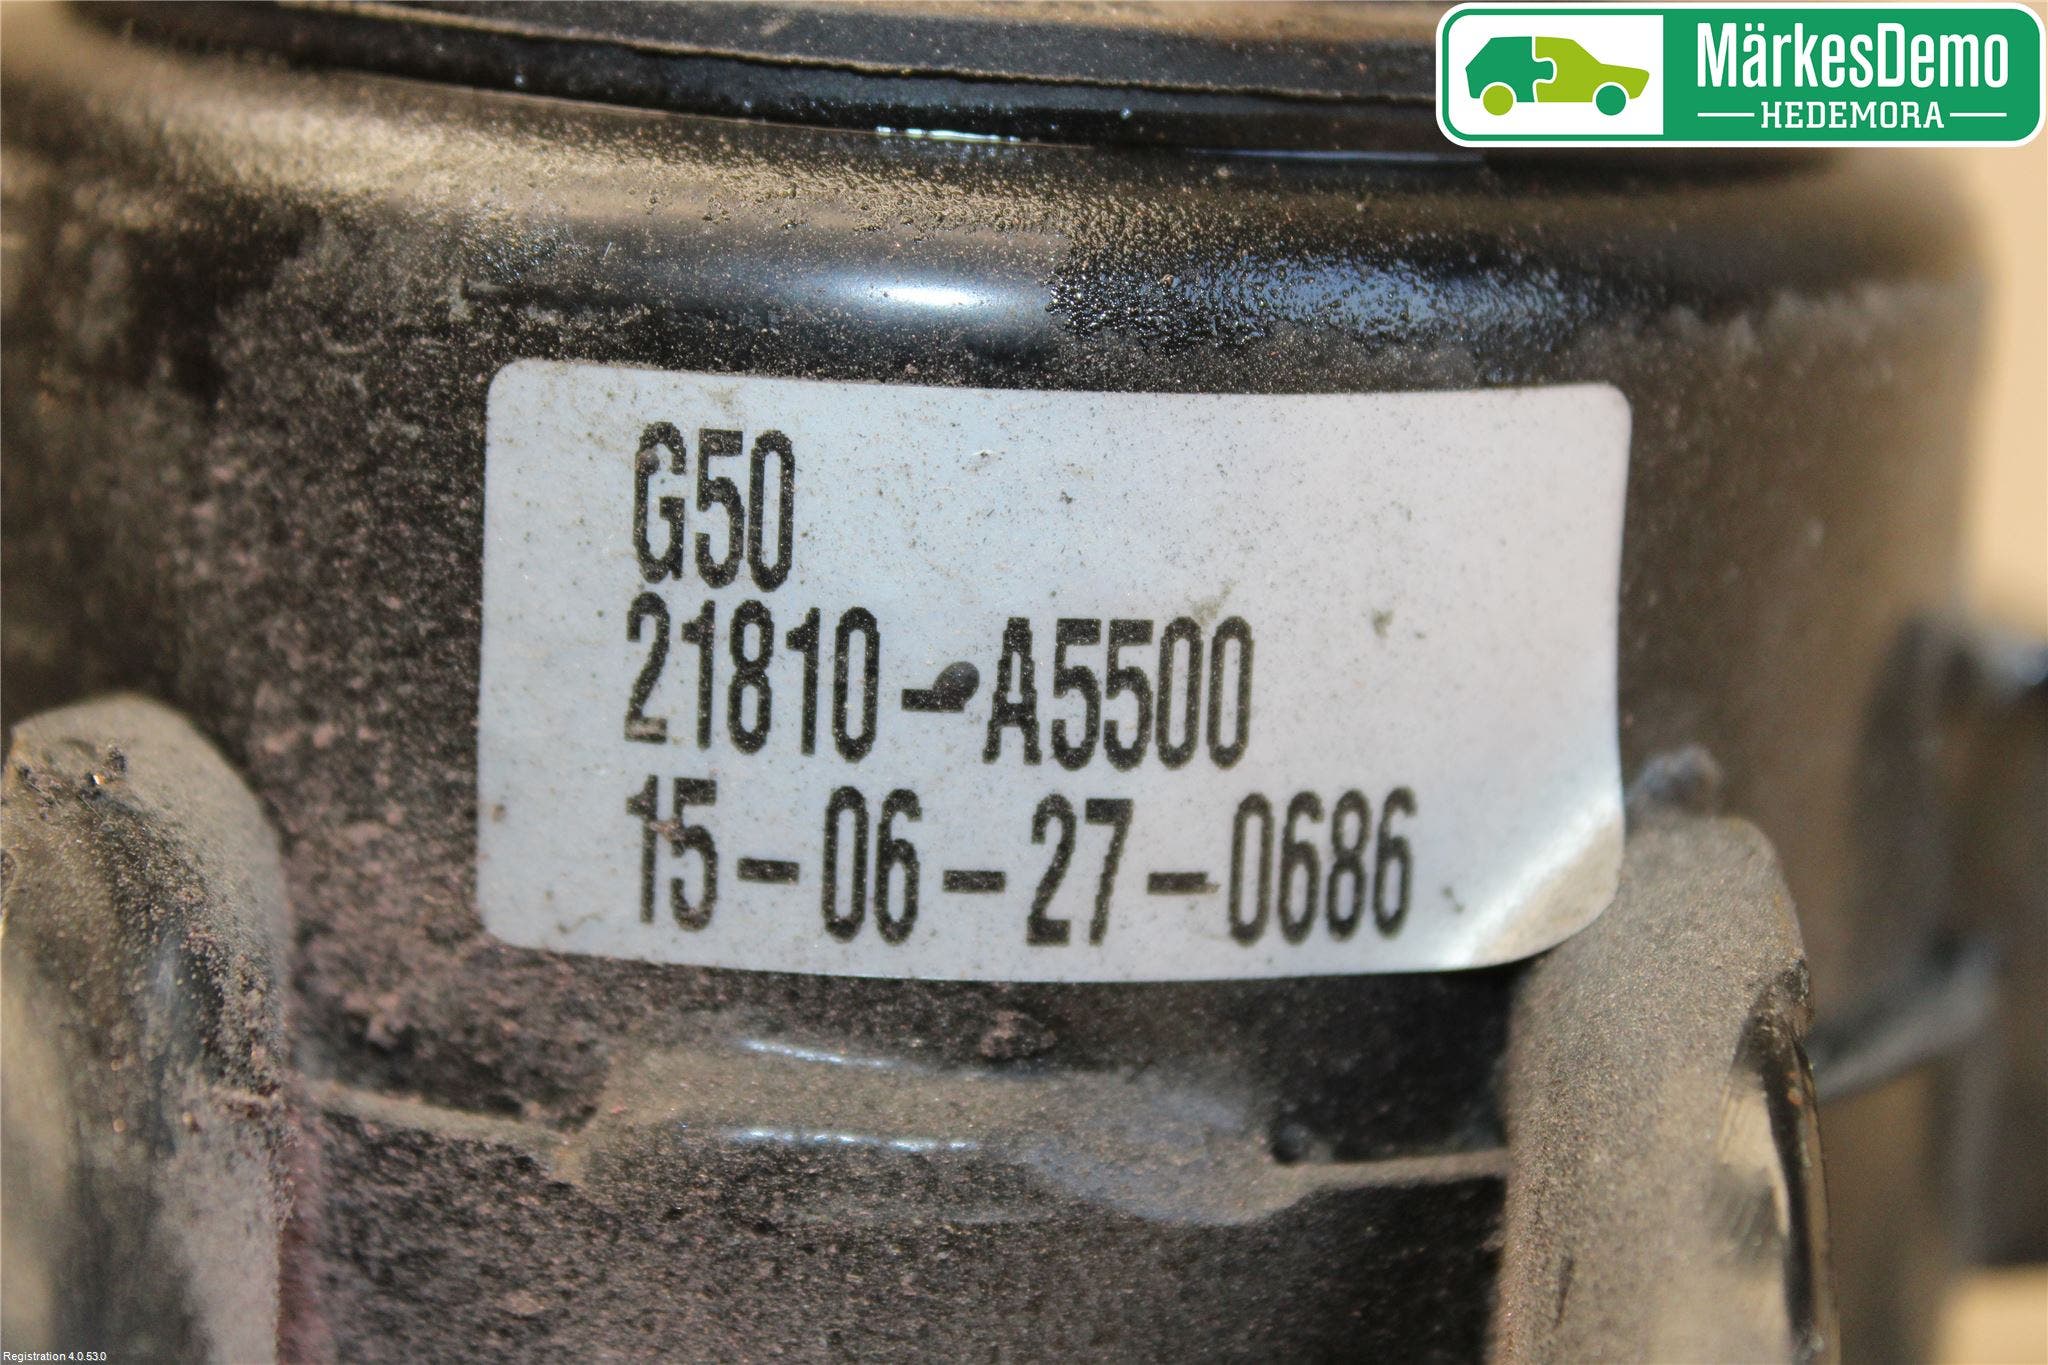 MärkesDemo
HEDEMORA
G50
21810-A5500
15-06-27-0686
Registration 4.0.53.0